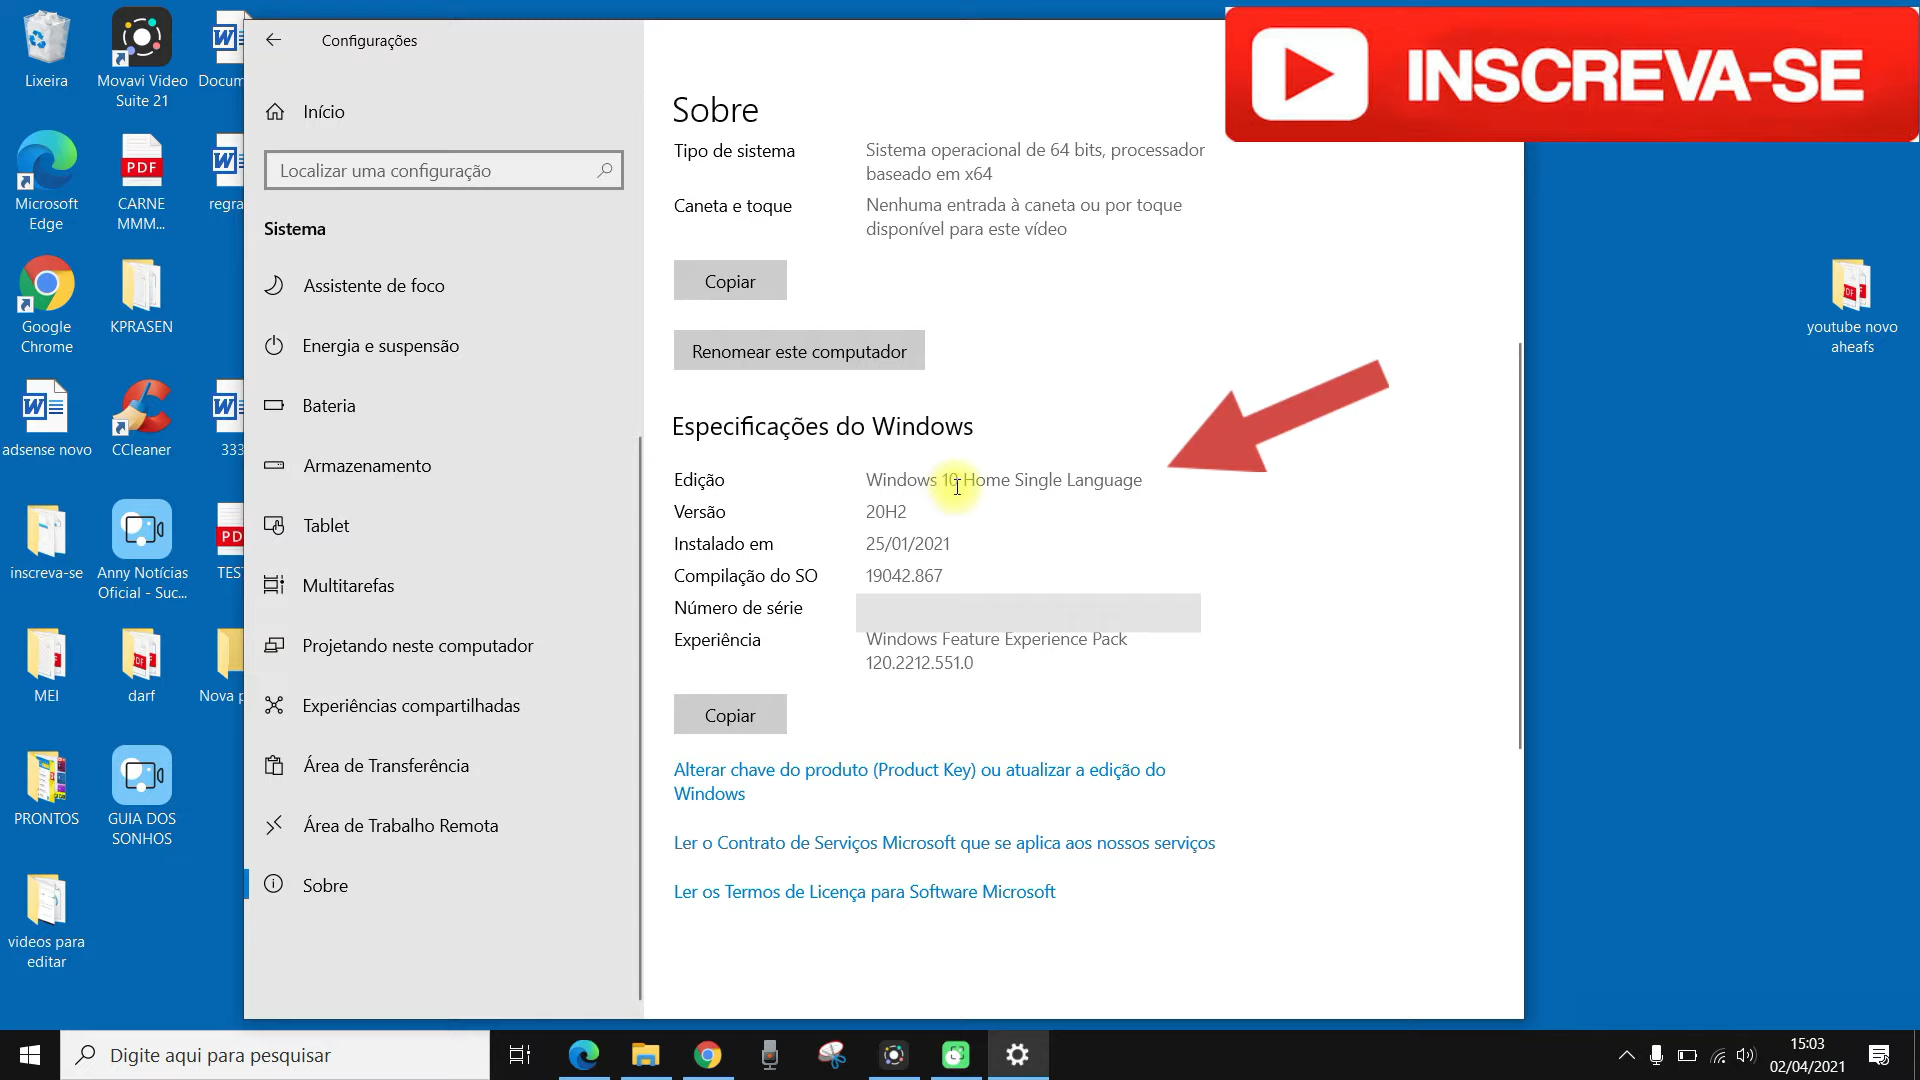 Lixeira
Movavi Video
Suite 21
Docum
Microsoft
Edge
PDF
CARNE
MMM...
regra
Google
Chrome
KPRASEN
adsense novo
CCleaner
333
inscreva-se
Anny Notícias
Oficial - Suc...
PD
TEST
MEI
darf
Nova p
PRONTOS
GUIA DOS
SONHOS
videos para
editar
Configurações
Início
Localizar uma configuração
Sistema
Assistente de foco
Energia e suspensão
Bateria
Armazenamento
Tablet
Multitarefas
Projetando neste computador
Experiências compartilhadas
Área de Transferência
Área de Trabalho Remota
Sobre
Sobre
Tipo de sistema Sistema operacional de 64 bits, processador
baseado em x64
Caneta e toque Nenhuma entrada à caneta ou por toque
disponível para este vídeo
Copiar
Renomear este computador
Especificações do Windows
Edição Windows 10 Home Single Language
Versão 20H2
Instalado em 25/01/2021
Compilação do SO 19042.867
Número de série
Experiência Windows Feature Experience Pack
120.2212.551.0
Copiar
Alterar chave do produto (Product Key) ou atualizar a edição do
Windows
Ler o Contrato de Serviços Microsoft que se aplica aos nossos serviços
Ler os Termos de Licença para Software Microsoft
INSCREVA-SE
youtube novo
aheafs
Digite aqui para pesquisar
15:03
02/04/2021